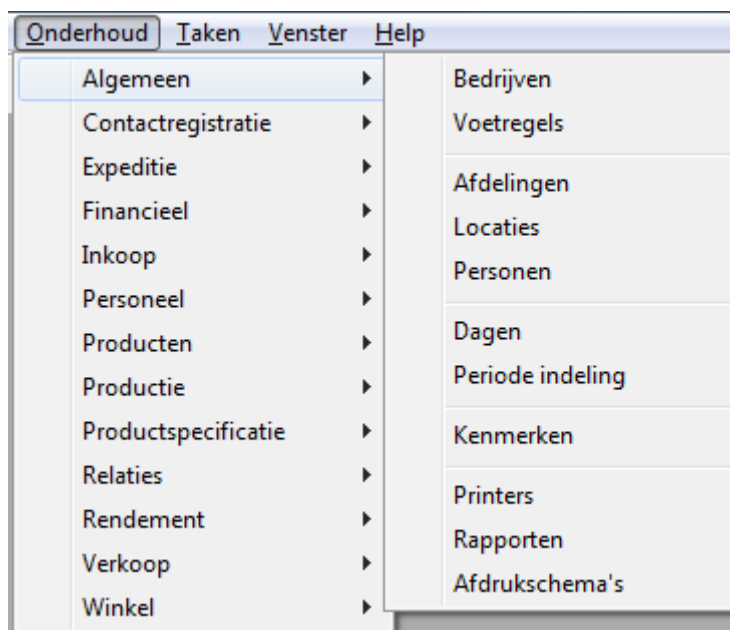 Onderhoud Taken Venster Help
Algemeen
Contactregistratie
Expeditie
Financieel
Inkoop
Personeel
Producten
Productie
Productspecificatie
Relaties
Rendement
Verkoop
Winkel
Bedrijven
Voetregels
Afdelingen
Locaties
Personen
Dagen
Periode indeling
Kenmerken
Printers
Rapporten
Afdrukschema's